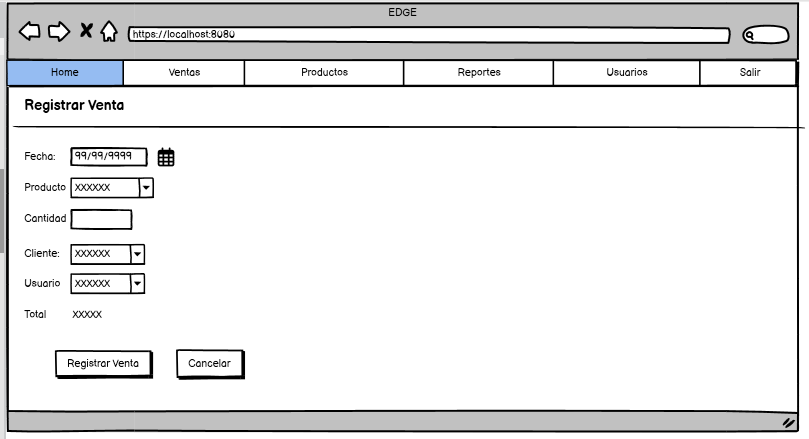 EDGE
https://localhost:8080
Home Ventas Productos Reportes Usuarios Salir
Registrar Venta
Fecha: 99/99/9999
Producto XXXXXX
Cantidad
Cliente: XXXXXX
Usuario XXXXXX
Total XXXXX
Registrar Venta Cancelar